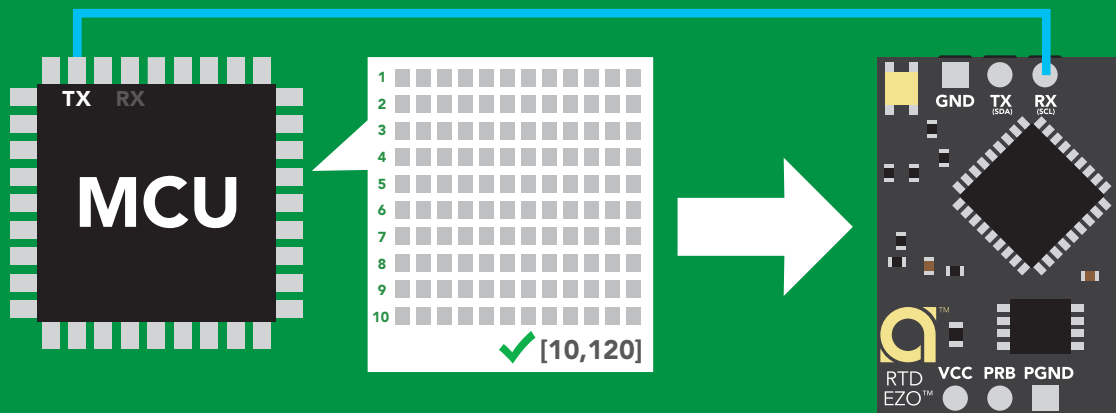 TX RX
MCU
1
2
3
4
5
6
7
8
9
10
[10,120]
GND TX RX
(SDA) (SCL)
™
RTD
EZO™
VCC PRB PGND